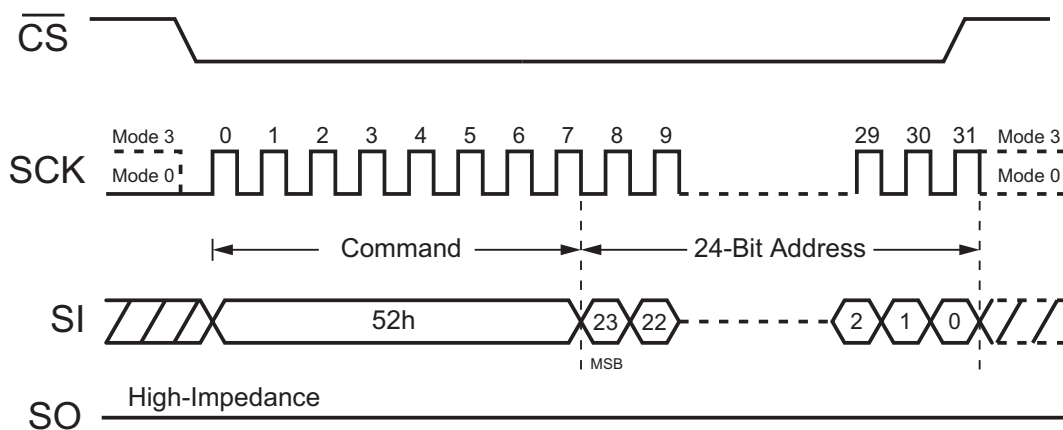 CS
Mode 3
0 1 2 3 4 5 6 7 8 9 29 30 31
Mode 3
SCK
Mode 0
Mode 0
Command
24-Bit Address
SI
52h
23 22 2 1 0
MSB
High-Impedance
SO